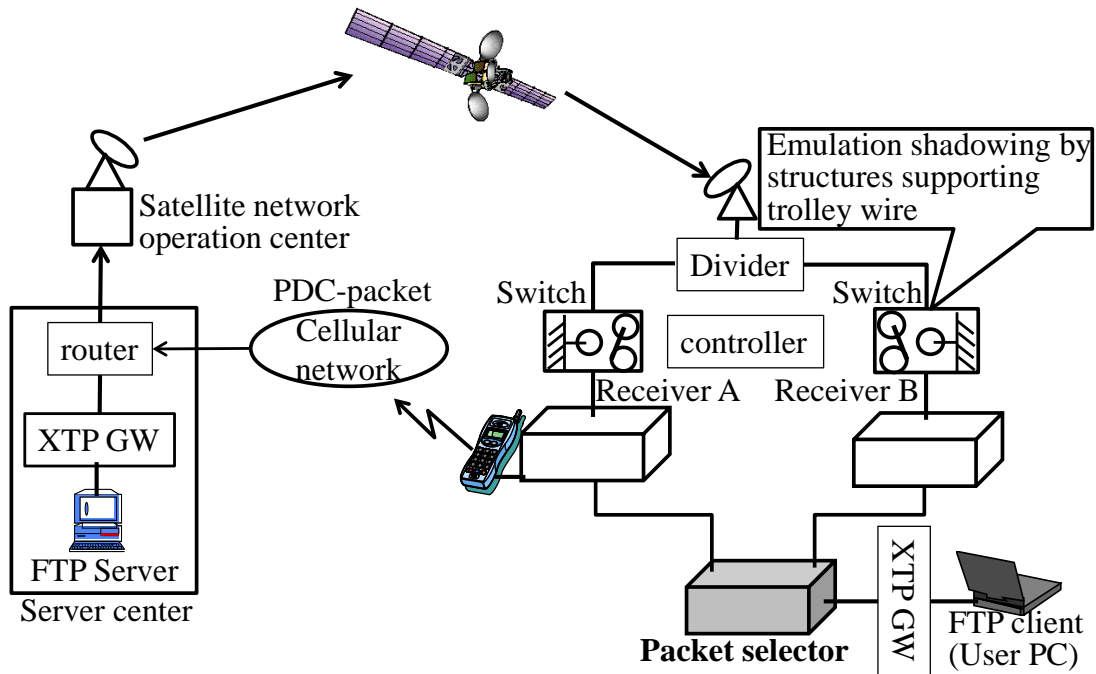 Emulation shadowing by
structures supporting
trolley wire
Satellite network
operation center
Divider
PDC-packet
Switch
Switch
Cellular
network
router
controller
Receiver A
Receiver B
XTP GW
FTP Server
Server center
XTP GW
Packet selector
FTP client
(User PC)